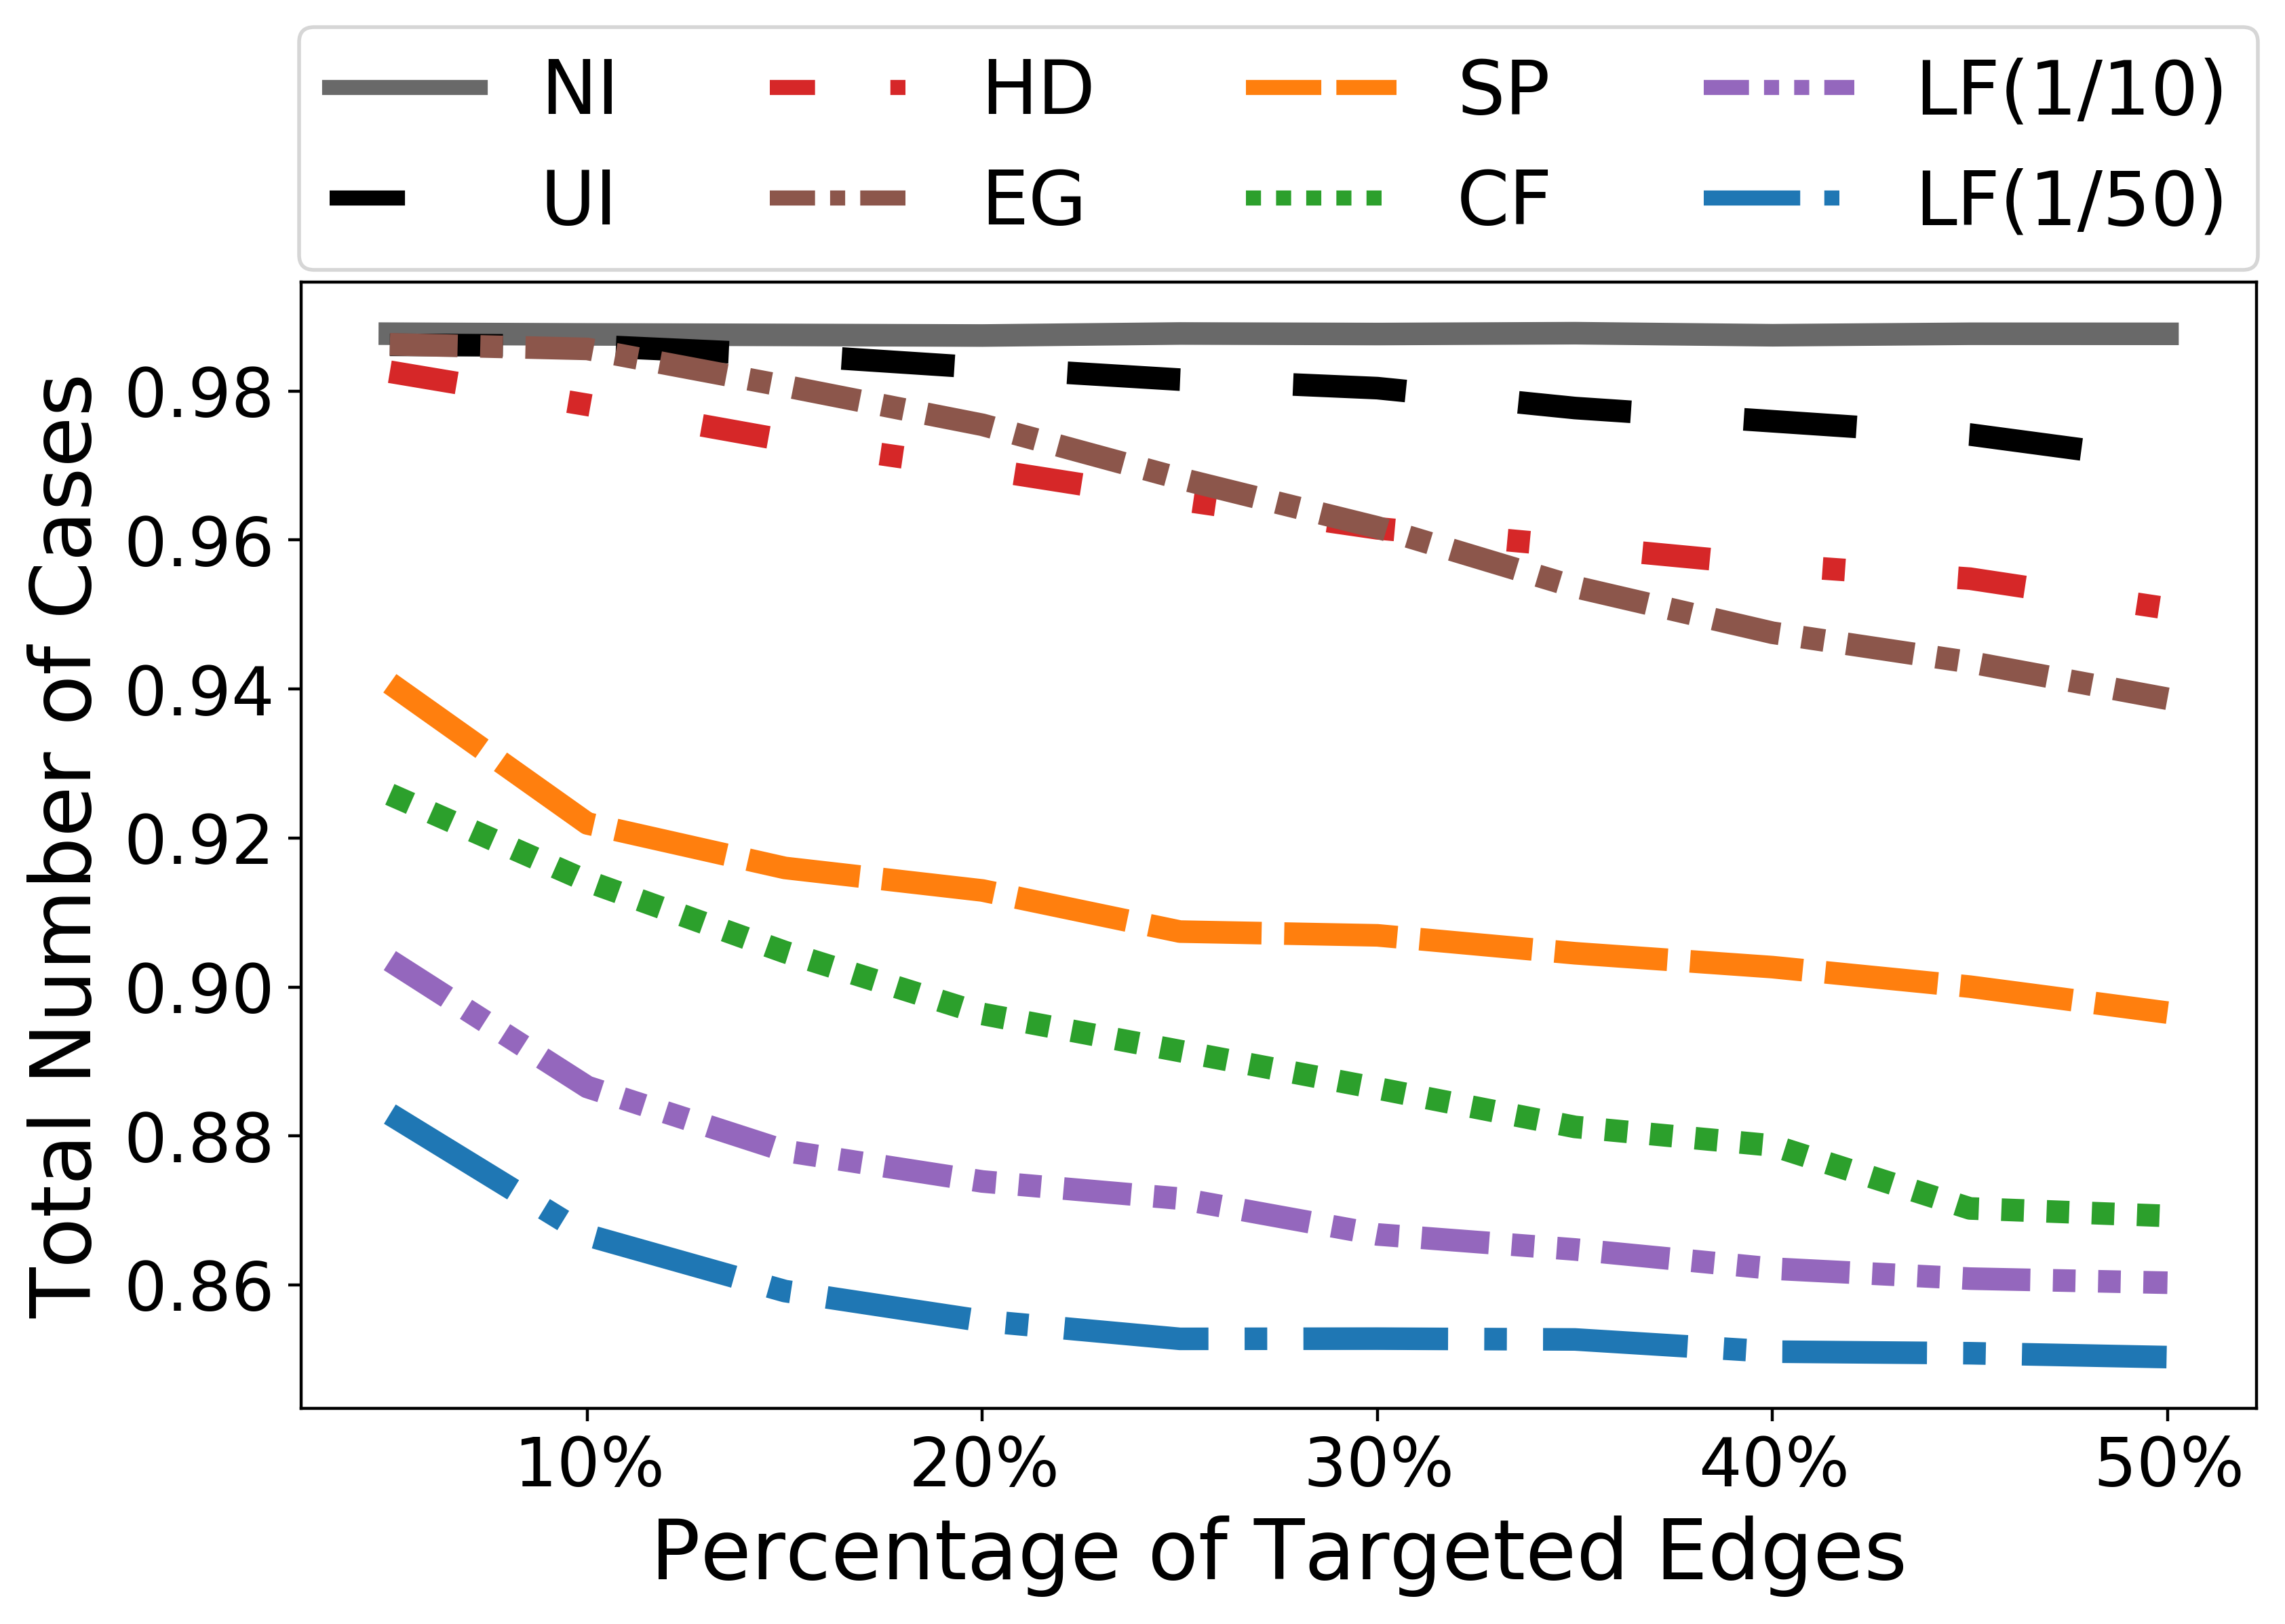 NI HD SP LF(1/10)
UI EG CF LF(1/50)
Total Number of Cases
0.98
0.96
0.94
0.92
0.90
0.88
0.86
10% 20% 30% 40% 50%
Percentage of Targeted Edges